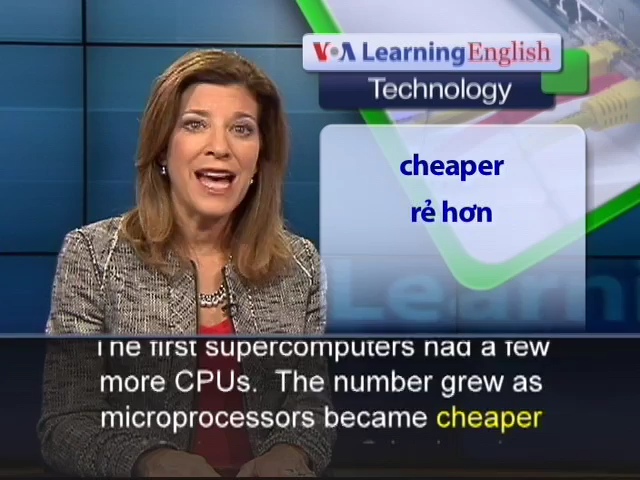 VOA LearningEnglish
Technology
cheaper
rẻ hơn
Learni
The first supercomputers had a few
more CPUs. The number grew as
microprocessors became cheaper